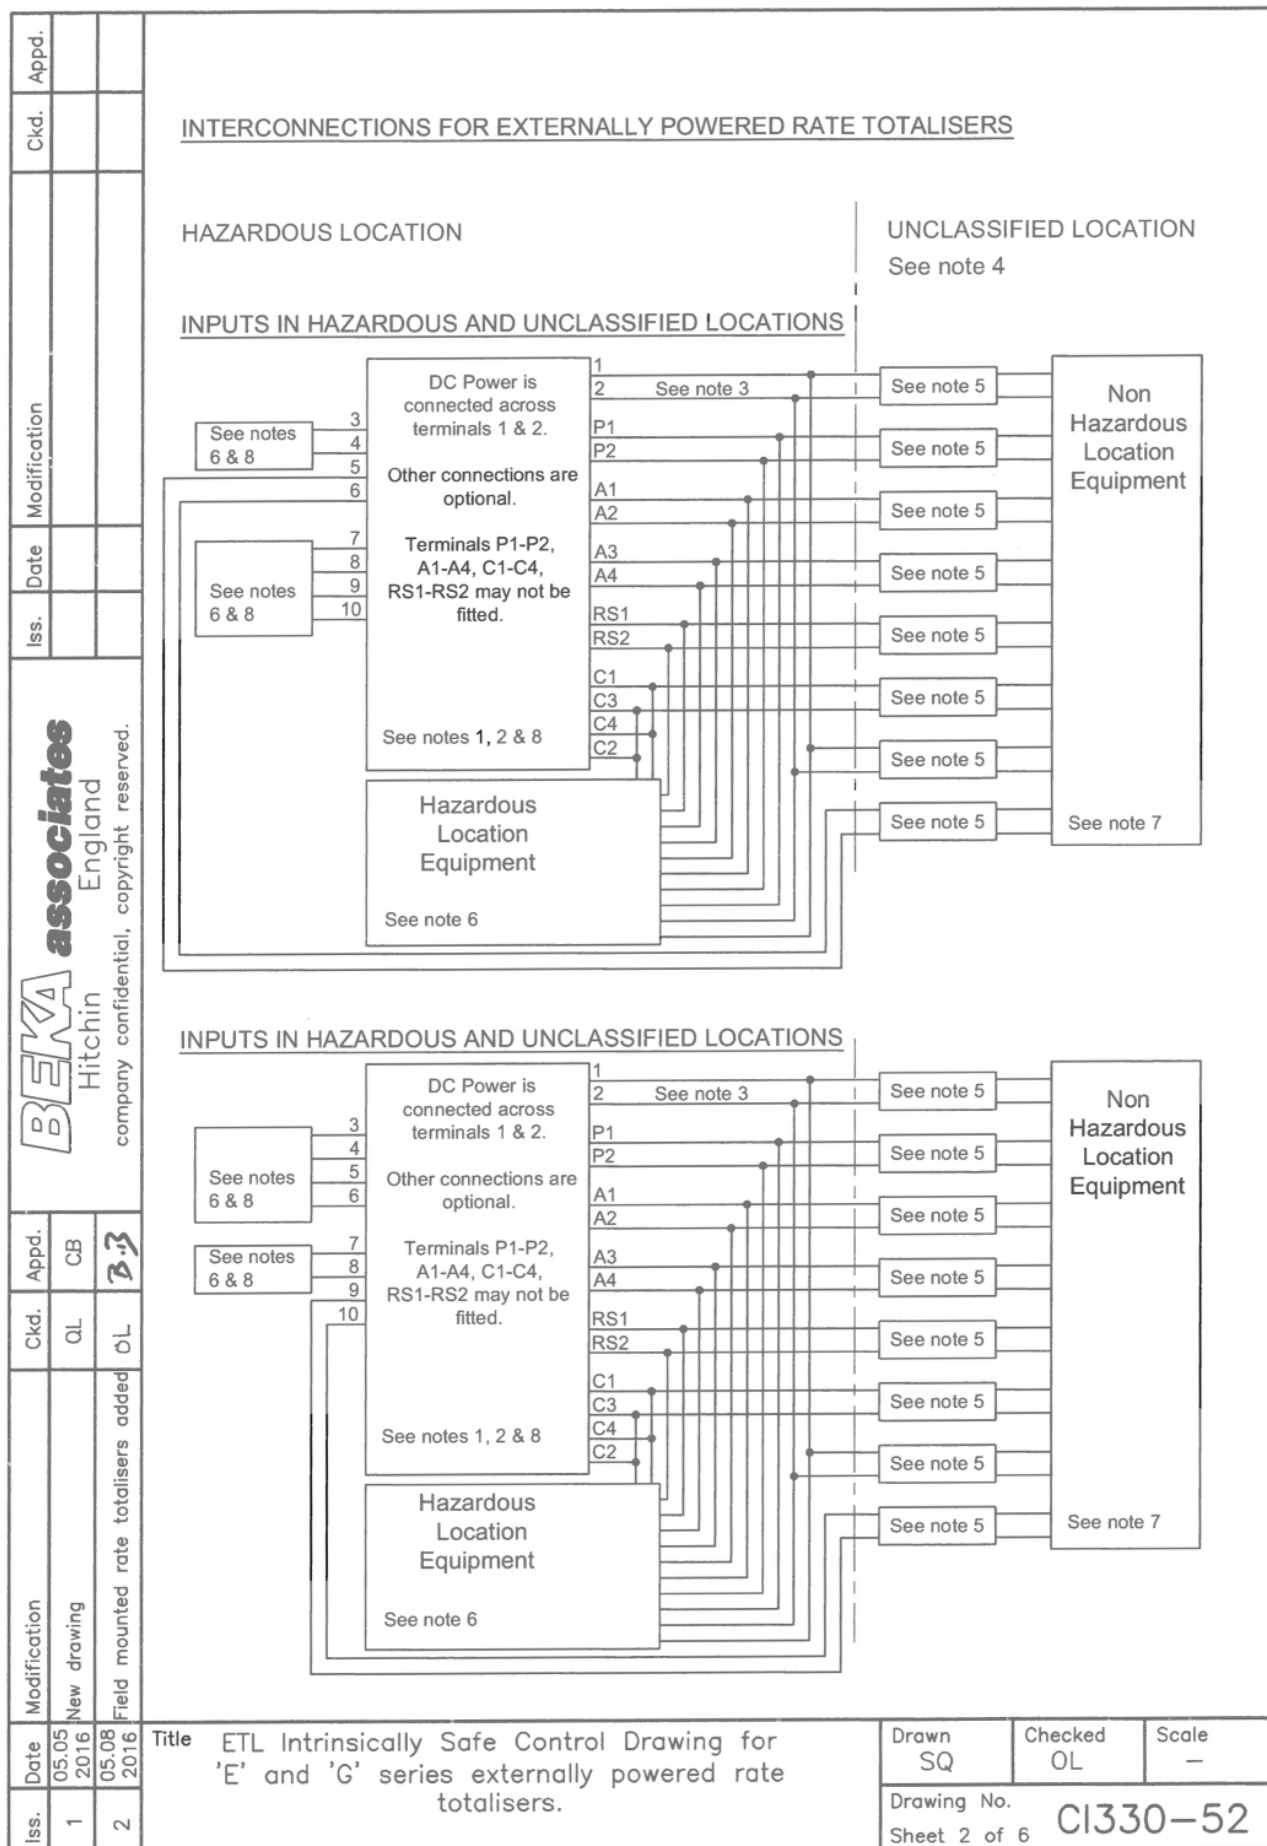 INTERCONNECTIONS FOR EXTERNALLY POWERED RATE TOTALISERS
HAZARDOUS LOCATION
UNCLASSIFIED LOCATION
See note 4
INPUTS IN HAZARDOUS AND UNCLASSIFIED LOCATIONS
DC Power is
connected across
terminals 1 & 2.
Other connections are
optional.
Terminals P1-P2,
A1-A4, C1-C4,
RS1-RS2 may not be
fitted.
See notes 1, 2 & 8
See notes
6 & 8
3
4
5
6
See notes
6 & 8
7
8
9
10
1
2
See note 3
P1
P2
A1
A2
A3
A4
RS1
RS2
C1
C3
C4
C2
See note 5
See note 5
See note 5
See note 5
See note 5
See note 5
See note 5
See note 5
Non
Hazardous
Location
Equipment
See note 7
Hazardous
Location
Equipment
See note 6
INPUTS IN HAZARDOUS AND UNCLASSIFIED LOCATIONS
DC Power is
connected across
terminals 1 & 2.
Other connections are
optional.
Terminals P1-P2,
A1-A4, C1-C4,
RS1-RS2 may not be
fitted.
See notes 1, 2 & 8
See notes
6 & 8
3
4
5
6
See notes
6 & 8
7
8
9
10
1
2
See note 3
P1
P2
A1
A2
A3
A4
RS1
RS2
C1
C3
C4
C2
See note 5
See note 5
See note 5
See note 5
See note 5
See note 5
See note 5
See note 5
Non
Hazardous
Location
Equipment
See note 7
Hazardous
Location
Equipment
See note 6
Iss. Date Modification Ckd. Appd.
1 05.05 2016 New drawing QL CB
2 05.08 2016 Field mounted rate totalisers added OL B.B
BEKA associates
Hitchin England
company confidential, copyright reserved.
Iss. Date Modification Ckd. Appd.
Title ETL Intrinsically Safe Control Drawing for
'E' and 'G' series externally powered rate
totalisers.
Drawn
SQ
Checked
OL
Scale
–
Drawing No.
CI330-52
Sheet 2 of 6